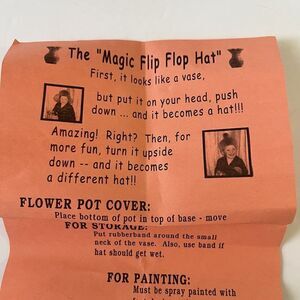 The "Magic Flip Flop Hat"
First, it looks like a vase,
but put it on your head, push
down ... and it becomes a hat!!!
Amazing! Right? Then, for
more fun, turn it upside
down -- and it becomes
a different hat!!
FLOWER POT COVER:
Place bottom of pot in top of base - move
FOR STORAGE:
Put rubberband around the small
neck of the vase. Also, use band if
hat should get wet.
FOR PAINTING:
Must be spray painted with